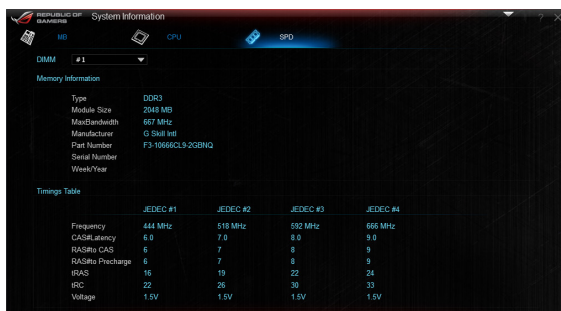 REPUBLIC OF GAMERS System Information ? X
MB CPU SPD
DIMM #1
Memory Information
Type DDR3
Module Size 2048 MB
MaxBandwidth 667 MHz
Manufacturer G Skill Intl
Part Number F3-10666CL9-2GBNQ
Serial Number
Week/Year
Timings Table
JEDEC #1 JEDEC #2 JEDEC #3 JEDEC #4
Frequency 444 MHz 518 MHz 592 MHz 666 MHz
CAS#Latency 6.0 7.0 8.0 9.0
RAS#to CAS 6 7 8 9
RAS#to Precharge 6 7 8 9
tRAS 16 19 22 24
tRC 22 26 30 33
Voltage 1.5V 1.5V 1.5V 1.5V